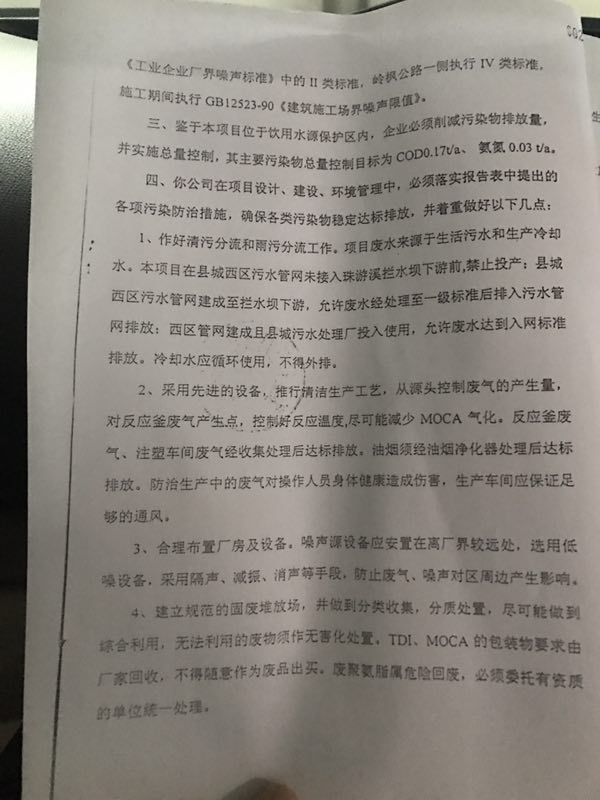 002
《工业企业厂界噪声标准》中的 II 类标准，岭枫公路一侧执行 IV 类标准，
施工期间执行 GB12523-90《建筑施工场界噪声限值》。
三、鉴于本项目位于饮用水源保护区内，企业必须削减污染物排放量，
并实施总量控制，其主要污染物总量控制目标为 COD0.17t/a、氨氮 0.03 t/a。
四、你公司在项目设计、建设、环境管理中，必须落实报告表中提出的
各项污染防治措施，确保各类污染物稳定达标排放，并着重做好以下几点：
1、作好清污分流和雨污分流工作。项目废水来源于生活污水和生产冷却
水。本项目在县城西区污水管网未接入珠游溪拦水坝下游前,禁止投产；县城
西区污水管网建成至拦水坝下游，允许废水经处理至一级标准后排入污水管
网排放；西区管网建成且县城污水处理厂投入使用，允许废水达到入网标准
排放。冷却水应循环使用，不得外排。
2、采用先进的设备，推行清洁生产工艺，从源头控制废气的产生量，
对反应釜废气产生点，控制好反应温度,尽可能减少 MOCA 气化。反应釜废
气、注塑车间废气经收集处理后达标排放。油烟须经油烟净化器处理后达标
排放。防治生产中的废气对操作人员身体健康造成伤害，生产车间应保证足
够的通风。
3、合理布置厂房及设备。噪声源设备应安置在离厂界较远处，选用低
噪设备，采用隔声、减振、消声等手段，防止废气、噪声对区周边产生影响。
4、建立规范的固废堆放场，并做到分类收集，分质处置，尽可能做到
综合利用，无法利用的废物须作无害化处置。TDI、MOCA 的包装物要求由
厂家回收，不得随意作为废品出买。废聚氨脂属危险回废，必须委托有资质
的单位统一处理。